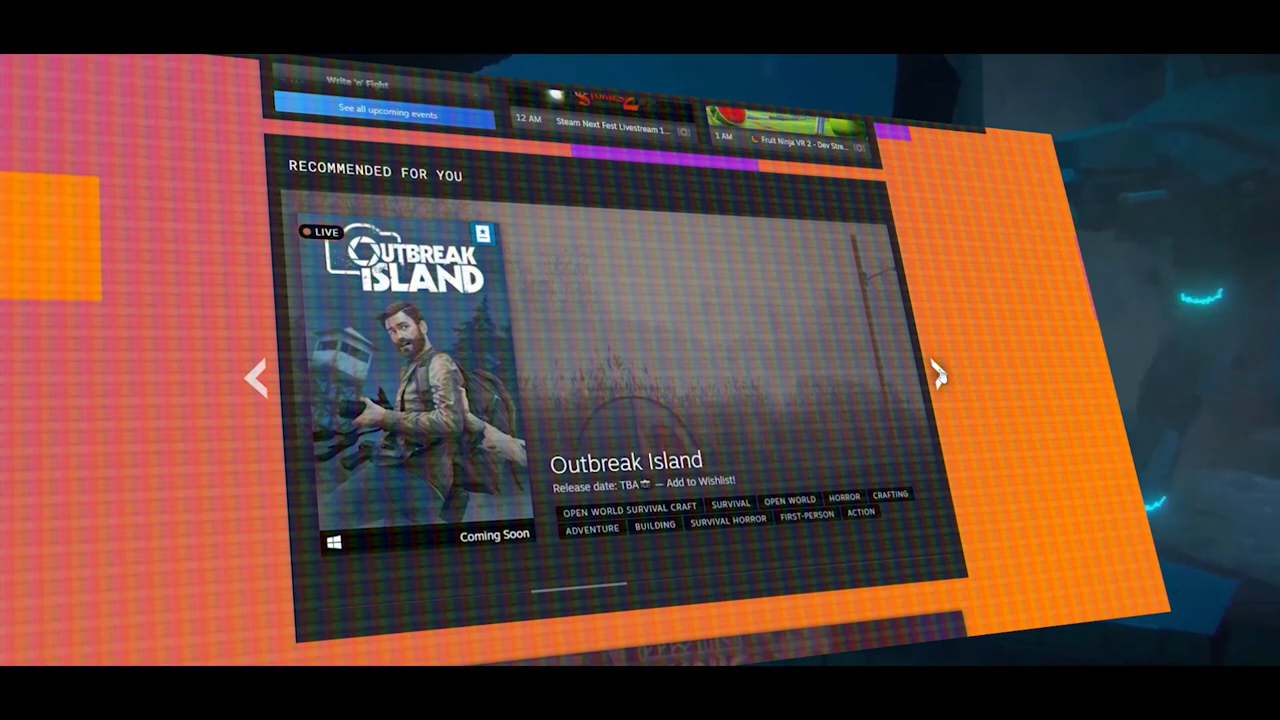 Write 'n' Fight
See all upcoming events
12 AM Steam Next Fest Livestream 1...
1 AM Fruit Ninja VR 2 - Dev Stre...
RECOMMENDED FOR YOU
LIVE
OUTBREAK
ISLAND
Outbreak Island
Release date: TBA — Add to Wishlist!
OPEN WORLD SURVIVAL CRAFT SURVIVAL OPEN WORLD HORROR CRAFTING
ADVENTURE BUILDING SURVIVAL HORROR FIRST-PERSON ACTION
Coming Soon